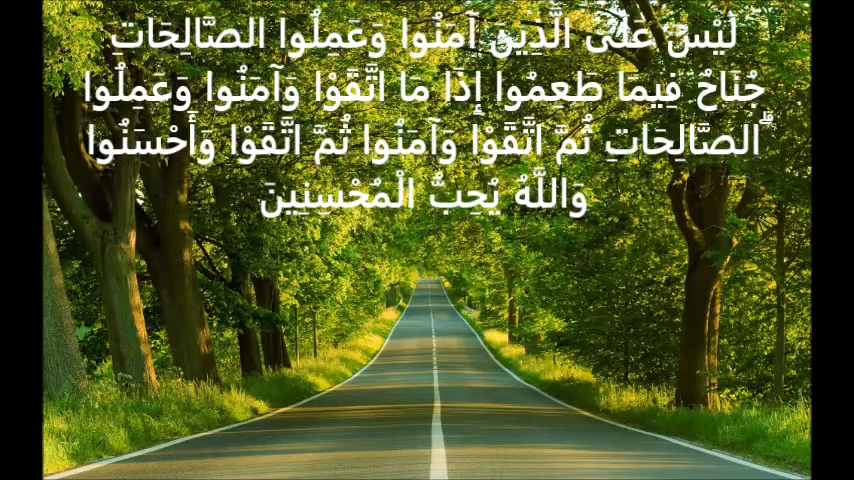 لَيْسَ عَلَى الَّذِينَ آمَنُوا وَعَمِلُوا الصَّالِحَاتِ
جُنَاحٌ فِيمَا طَعِمُوا إِذَا مَا اتَّقَوْا وَآمَنُوا وَعَمِلُوا
الصَّالِحَاتِ ثُمَّ اتَّقَوْا وَآمَنُوا ثُمَّ اتَّقَوْا وَأَحْسَنُوا ۗ
وَاللَّهُ يُحِبُّ الْمُحْسِنِينَ